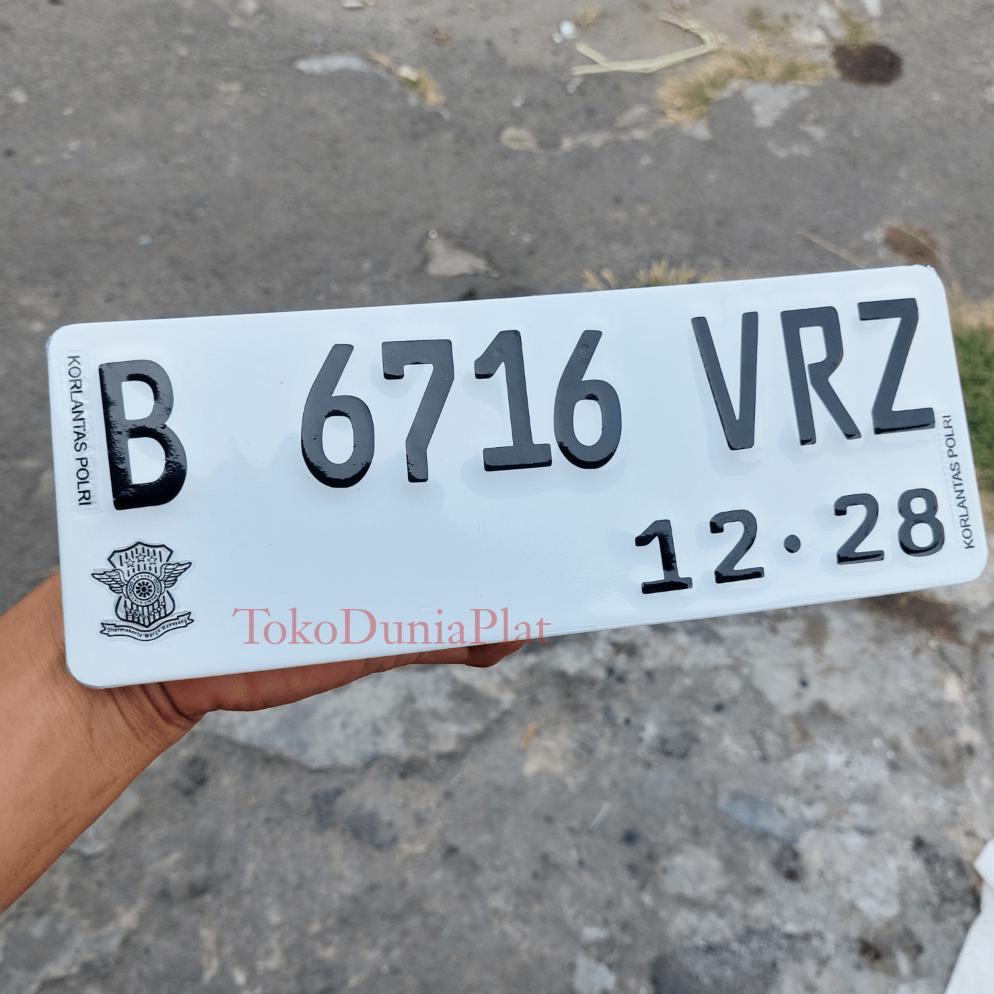 B 6716 VRZ
12·28
KORLANTAS POLRI
KORLANTAS POLRI
TokoDuniaPlat